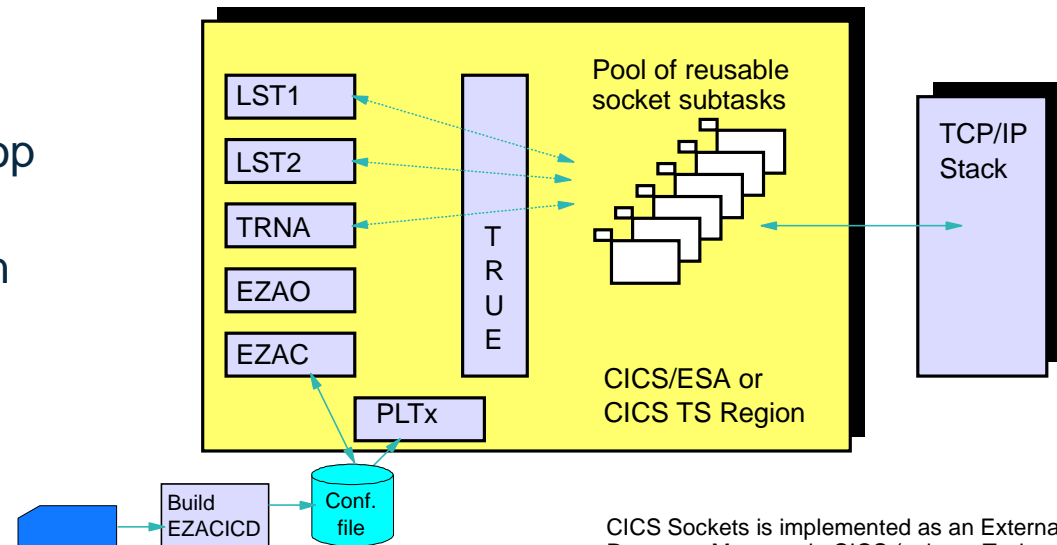 op
n
LST1
LST2
TRNA
EZAO
EZAC
PLTx
T
R
U
E
Pool of reusable
socket subtasks
CICS/ESA or
CICS TS Region
TCP/IP
Stack
Build
EZACICD
Conf.
file
CICS Sockets is implemented as an Externa